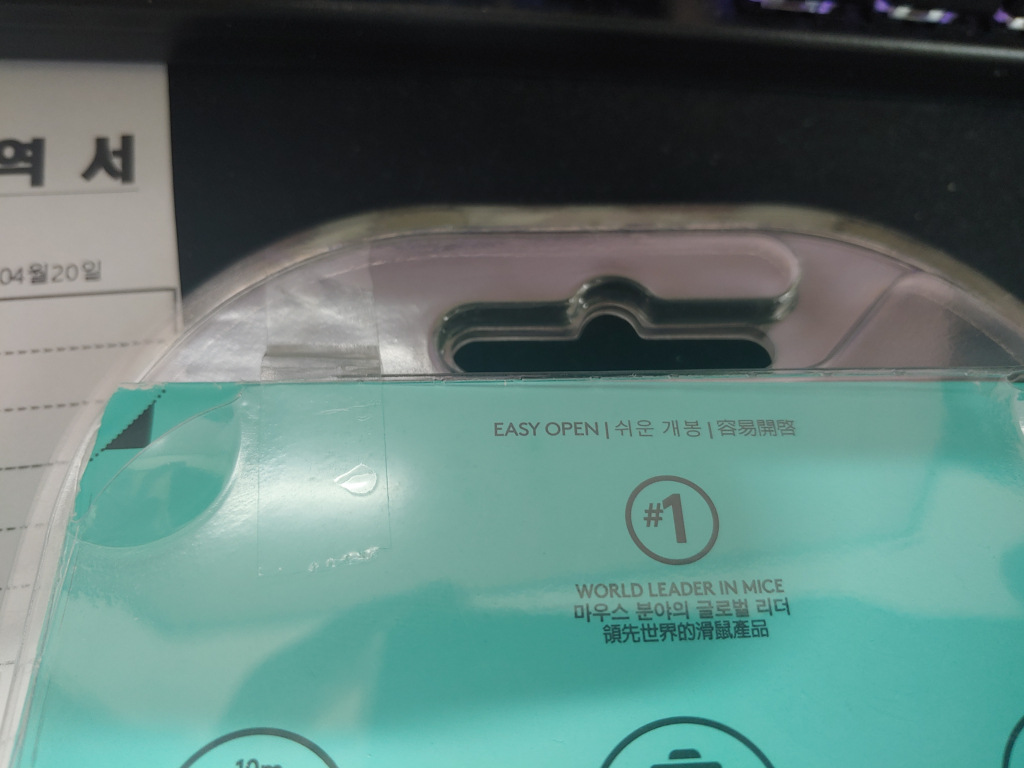 역 서
04월20일
EASY OPEN | 쉬운 개봉 | 容易開啓
#1
WORLD LEADER IN MICE
마우스 분야의 글로벌 리더
領先世界的滑鼠產品
10m